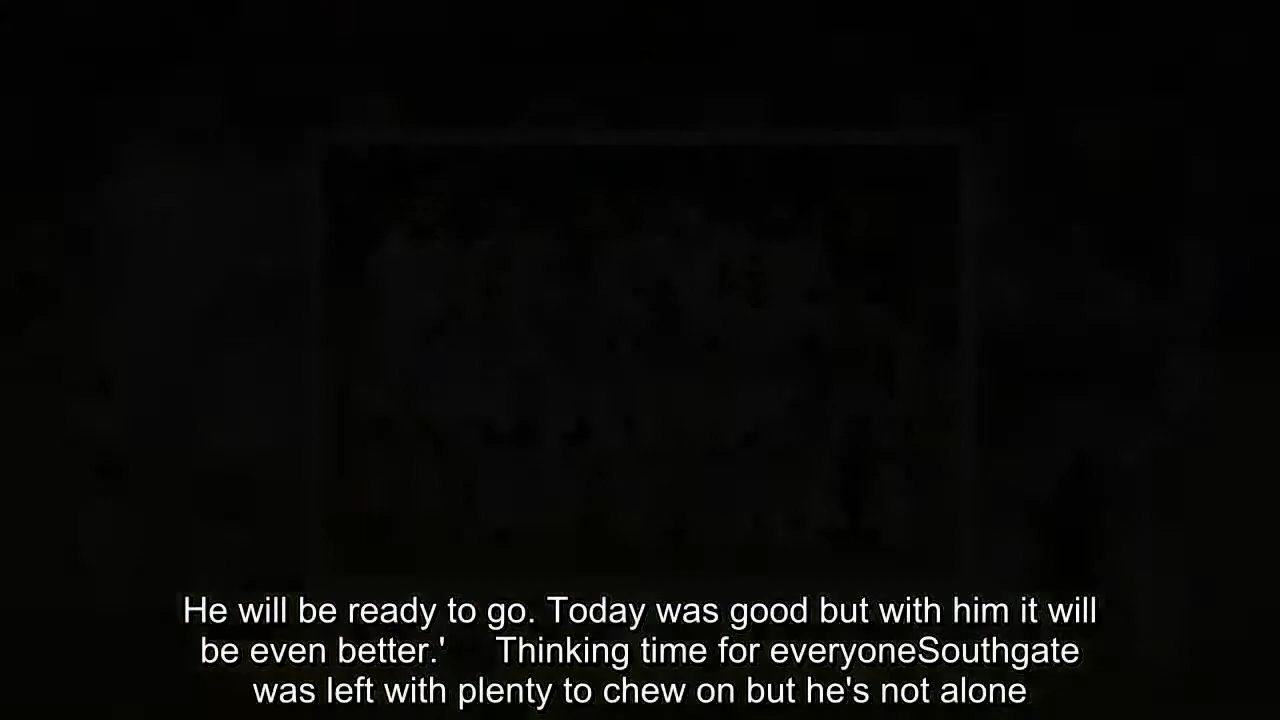 He will be ready to go. Today was good but with him it will
be even better.'     Thinking time for everyoneSouthgate
was left with plenty to chew on but he's not alone